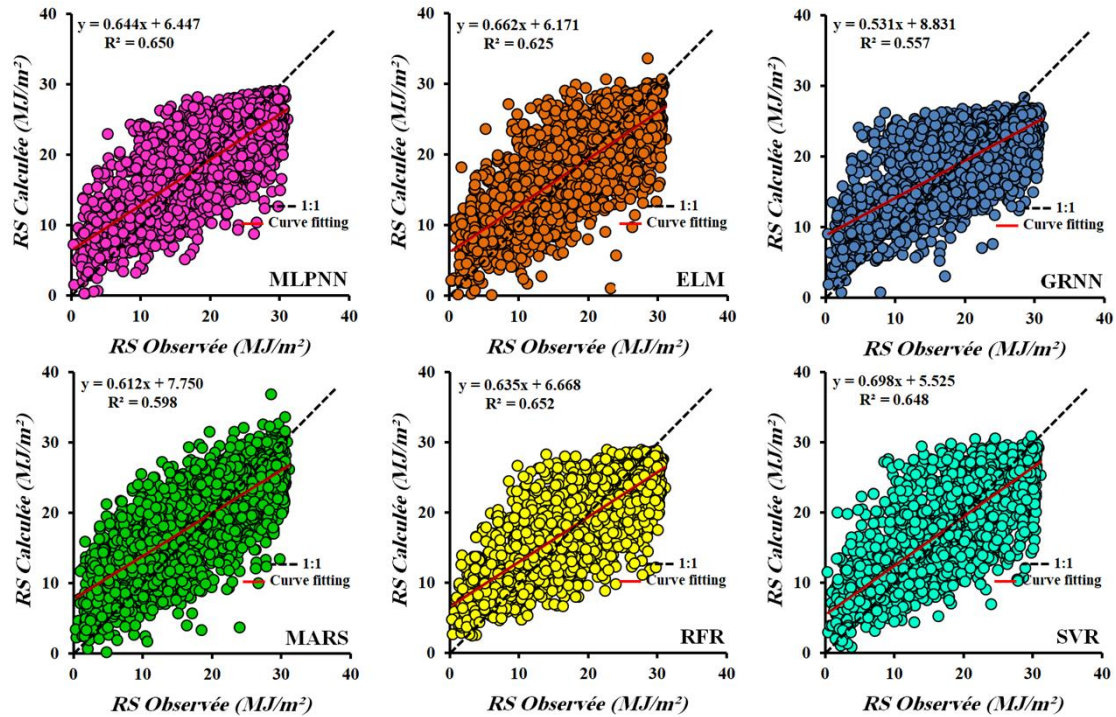 y = 0.644x + 6.447
R² = 0.650
RS Calculée (MJ/m²)
40
30
20
10
0
1:1
Curve fitting
MLPNN
0 10 20 30 40
RS Observée (MJ/m²)
y = 0.662x + 6.171
R² = 0.625
RS Calculée (MJ/m²)
40
30
20
10
0
1:1
Curve fitting
ELM
0 10 20 30 40
RS Observée (MJ/m²)
y = 0.531x + 8.831
R² = 0.557
RS Calculée (MJ/m²)
40
30
20
10
0
1:1
Curve fitting
GRNN
0 10 20 30 40
RS Observée (MJ/m²)
y = 0.612x + 7.750
R² = 0.598
RS Calculée (MJ/m²)
40
30
20
10
0
1:1
Curve fitting
MARS
0 10 20 30 40
RS Observée (MJ/m²)
y = 0.635x + 6.668
R² = 0.652
RS Calculée (MJ/m²)
40
30
20
10
0
1:1
Curve fitting
RFR
0 10 20 30 40
RS Observée (MJ/m²)
y = 0.698x + 5.525
R² = 0.648
RS Calculée (MJ/m²)
40
30
20
10
0
1:1
Curve fitting
SVR
0 10 20 30 40
RS Observée (MJ/m²)